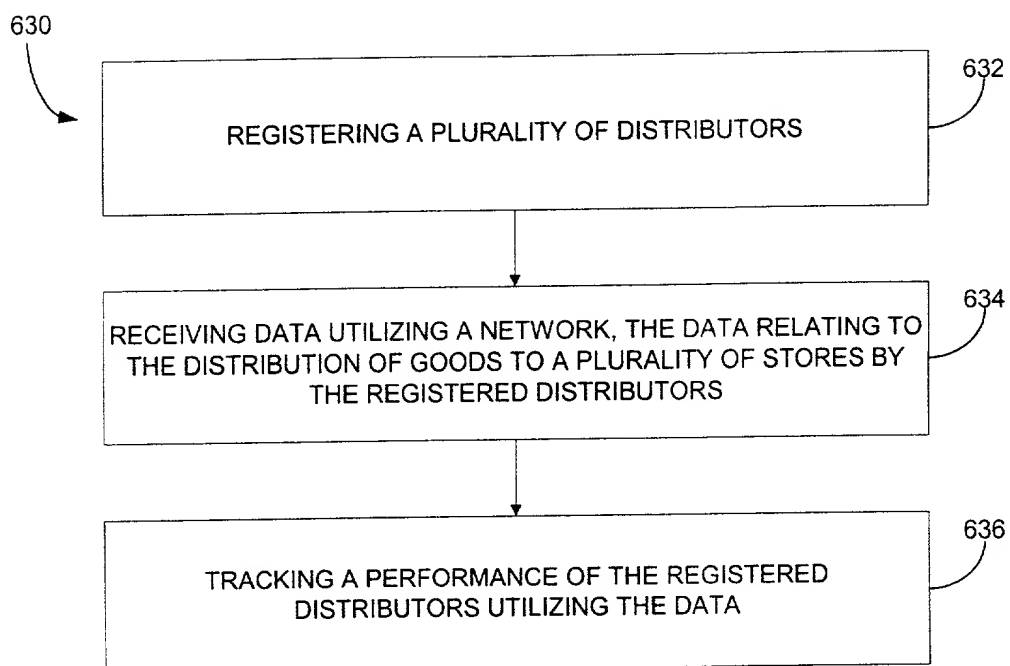 630
632
REGISTERING A PLURALITY OF DISTRIBUTORS
634
RECEIVING DATA UTILIZING A NETWORK, THE DATA RELATING TO
THE DISTRIBUTION OF GOODS TO A PLURALITY OF STORES BY
THE REGISTERED DISTRIBUTORS
636
TRACKING A PERFORMANCE OF THE REGISTERED
DISTRIBUTORS UTILIZING THE DATA